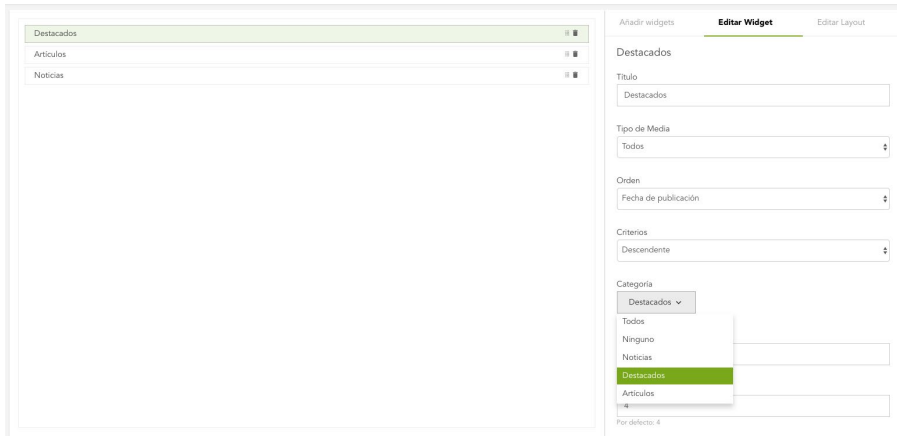 Destacados
Artículos
Noticias
Añadir widgets
Editar Widget
Editar Layout
Destacados
Título
Destacados
Tipo de Media
Todos
Orden
Fecha de publicación
Criterios
Descendente
Categoría
Destacados
Todos
Ninguno
Noticias
Destacados
Artículos
4
Por defecto: 4